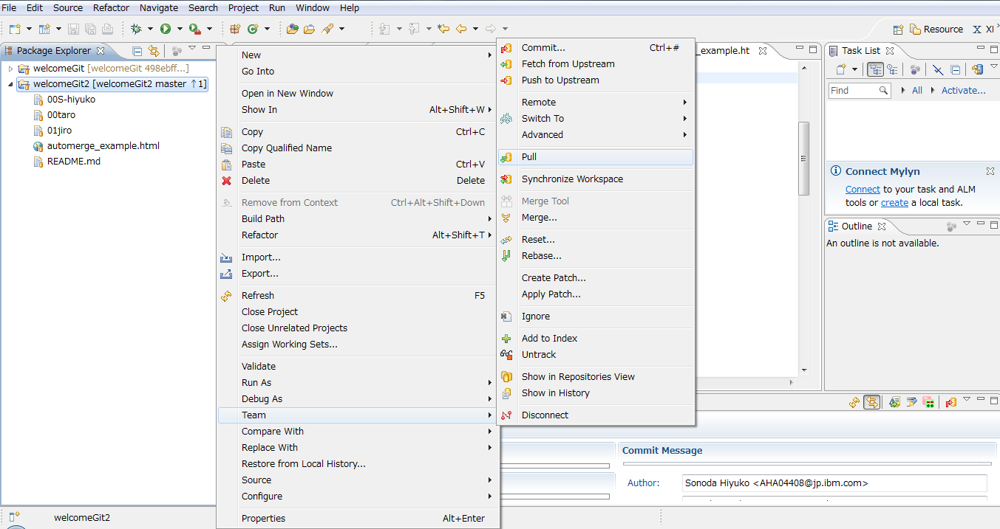 File Edit Source Refactor Navigate Search Project Run Window Help
Resource XI
Package Explorer
welcomeGit [welcomeGit 498ebff...]
welcomeGit2 [welcomeGit2 master ↑1]
00S-hiyuko
00taro
01jiro
automerge_example.html
README.md
New
Go Into
Open in New Window
Show In Alt+Shift+W
Copy Ctrl+C
Copy Qualified Name
Paste Ctrl+V
Delete Delete
Remove from Context Ctrl+Alt+Shift+Down
Build Path
Refactor Alt+Shift+T
Import...
Export...
Refresh F5
Close Project
Close Unrelated Projects
Assign Working Sets...
Validate
Run As
Debug As
Team
Compare With
Replace With
Restore from Local History...
Source
Configure
Properties Alt+Enter
Commit... Ctrl+#
Fetch from Upstream
Push to Upstream
Remote
Switch To
Advanced
Pull
Synchronize Workspace
Merge Tool
Merge...
Reset...
Rebase...
Create Patch...
Apply Patch...
Ignore
Add to Index
Untrack
Show in Repositories View
Show in History
Disconnect
_example.ht
Task List
Find All Activate...
Connect Mylyn
Connect to your task and ALM
tools or create a local task.
Outline
An outline is not available.
Commit Message
Author: Sonoda Hiyuko <AHA04408@jp.ibm.com>
welcomeGit2